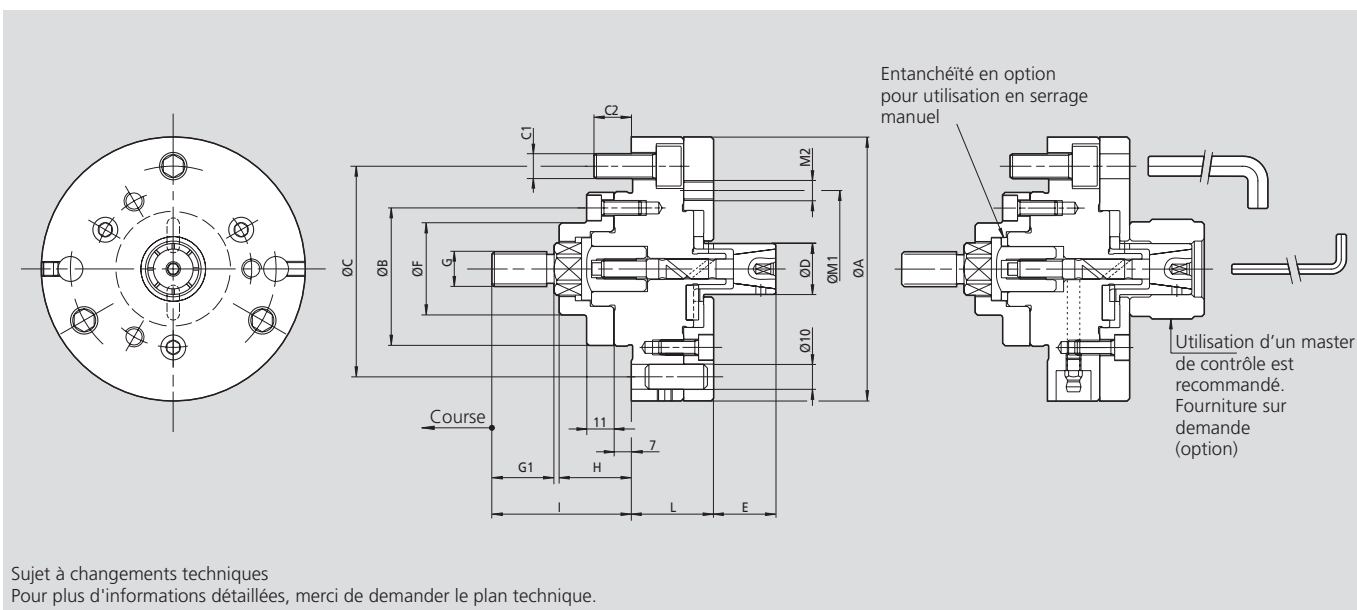 Entanchéïté en option
pour utilisation en serrage
manuel
C2
C1
M2
ØC
ØB
ØF
G
ØD
ØM1
ØA
Ø10
Course
11
7
G1
H
I
L
E
Utilisation d’un master
de contrôle est
recommandé.
Fourniture sur
demande
(option)
Sujet à changements techniques
Pour plus d'informations détaillées, merci de demander le plan technique.